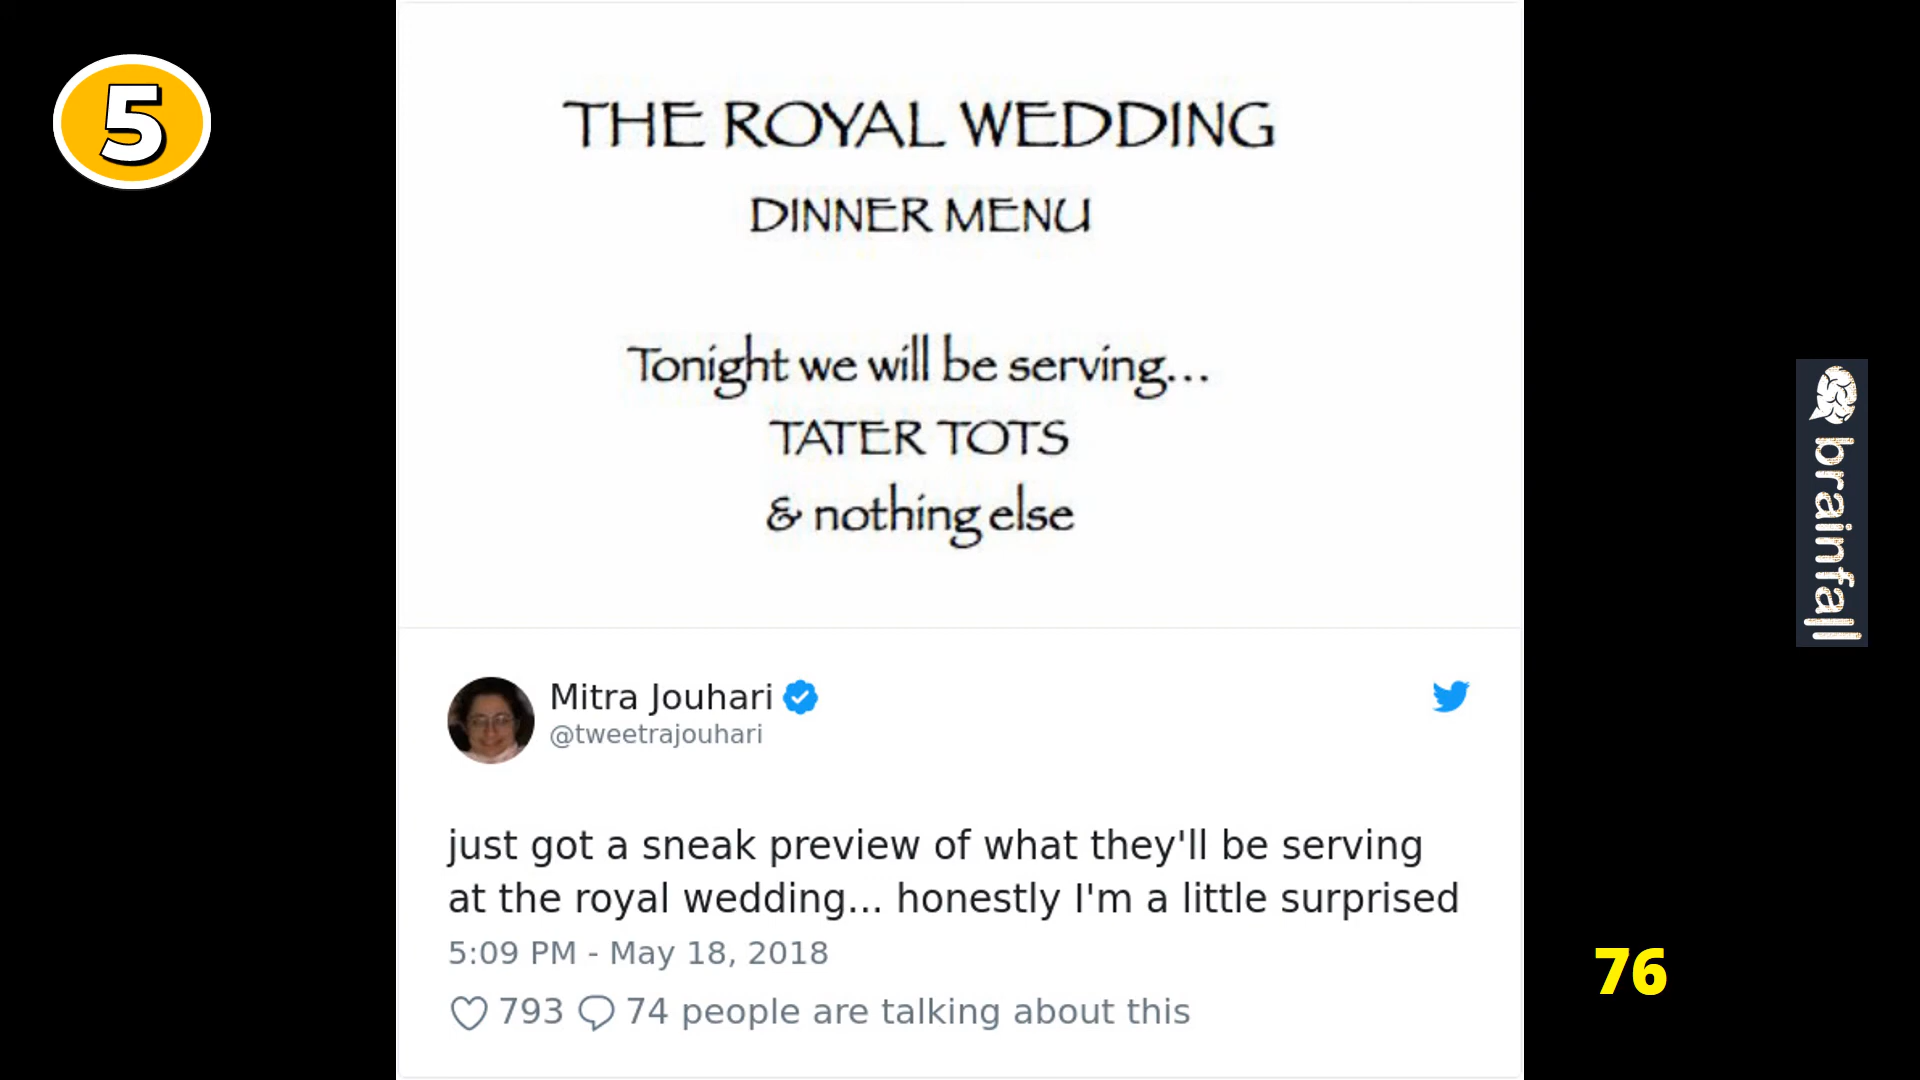 5
THE ROYAL WEDDING
DINNER MENU
Tonight we will be serving...
TATER TOTS
& nothing else
Mitra Jouhari
@tweetrajouhari
just got a sneak preview of what they'll be serving
at the royal wedding... honestly I'm a little surprised
5:09 PM - May 18, 2018
793 74 people are talking about this
76
brainfall